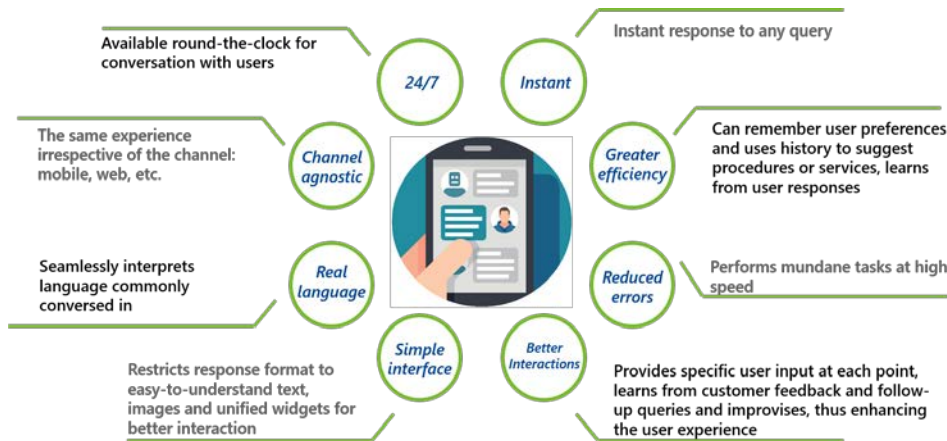 Available round-the-clock for
conversation with users
24/7
Instant
Instant response to any query
The same experience
irrespective of the channel:
mobile, web, etc.
Channel
agnostic
Greater
efficiency
Can remember user preferences
and uses history to suggest
procedures or services, learns
from user responses
Seamlessly interprets
language commonly
conversed in
Real
language
Reduced
errors
Performs mundane tasks at high
speed
Restricts response format to
easy-to-understand text,
images and unified widgets for
better interaction
Simple
interface
Better
Interactions
Provides specific user input at each point,
learns from customer feedback and follow-
up queries and improvises, thus enhancing
the user experience